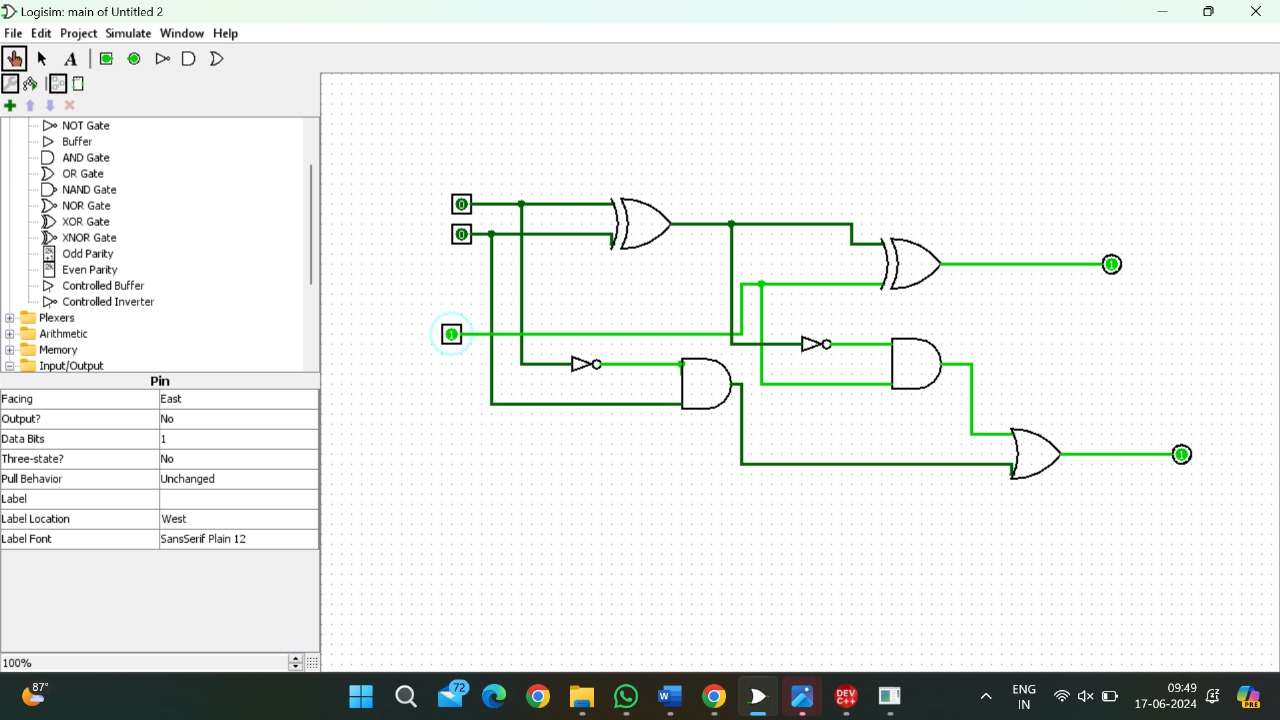 Logisim: main of Untitled 2
File Edit Project Simulate Window Help
A
NOT Gate
Buffer
AND Gate
OR Gate
NAND Gate
NOR Gate
XOR Gate
XNOR Gate
Odd Parity
Even Parity
Controlled Buffer
Controlled Inverter
Plexers
Arithmetic
Memory
Input/Output
Pin
Facing East
Output? No
Data Bits 1
Three-state? No
Pull Behavior Unchanged
Label
Label Location West
Label Font SansSerif Plain 12
100%
0
0
1
1
1
87°
72
DEV C++
ENG
IN
09:49
17-06-2024
PRE